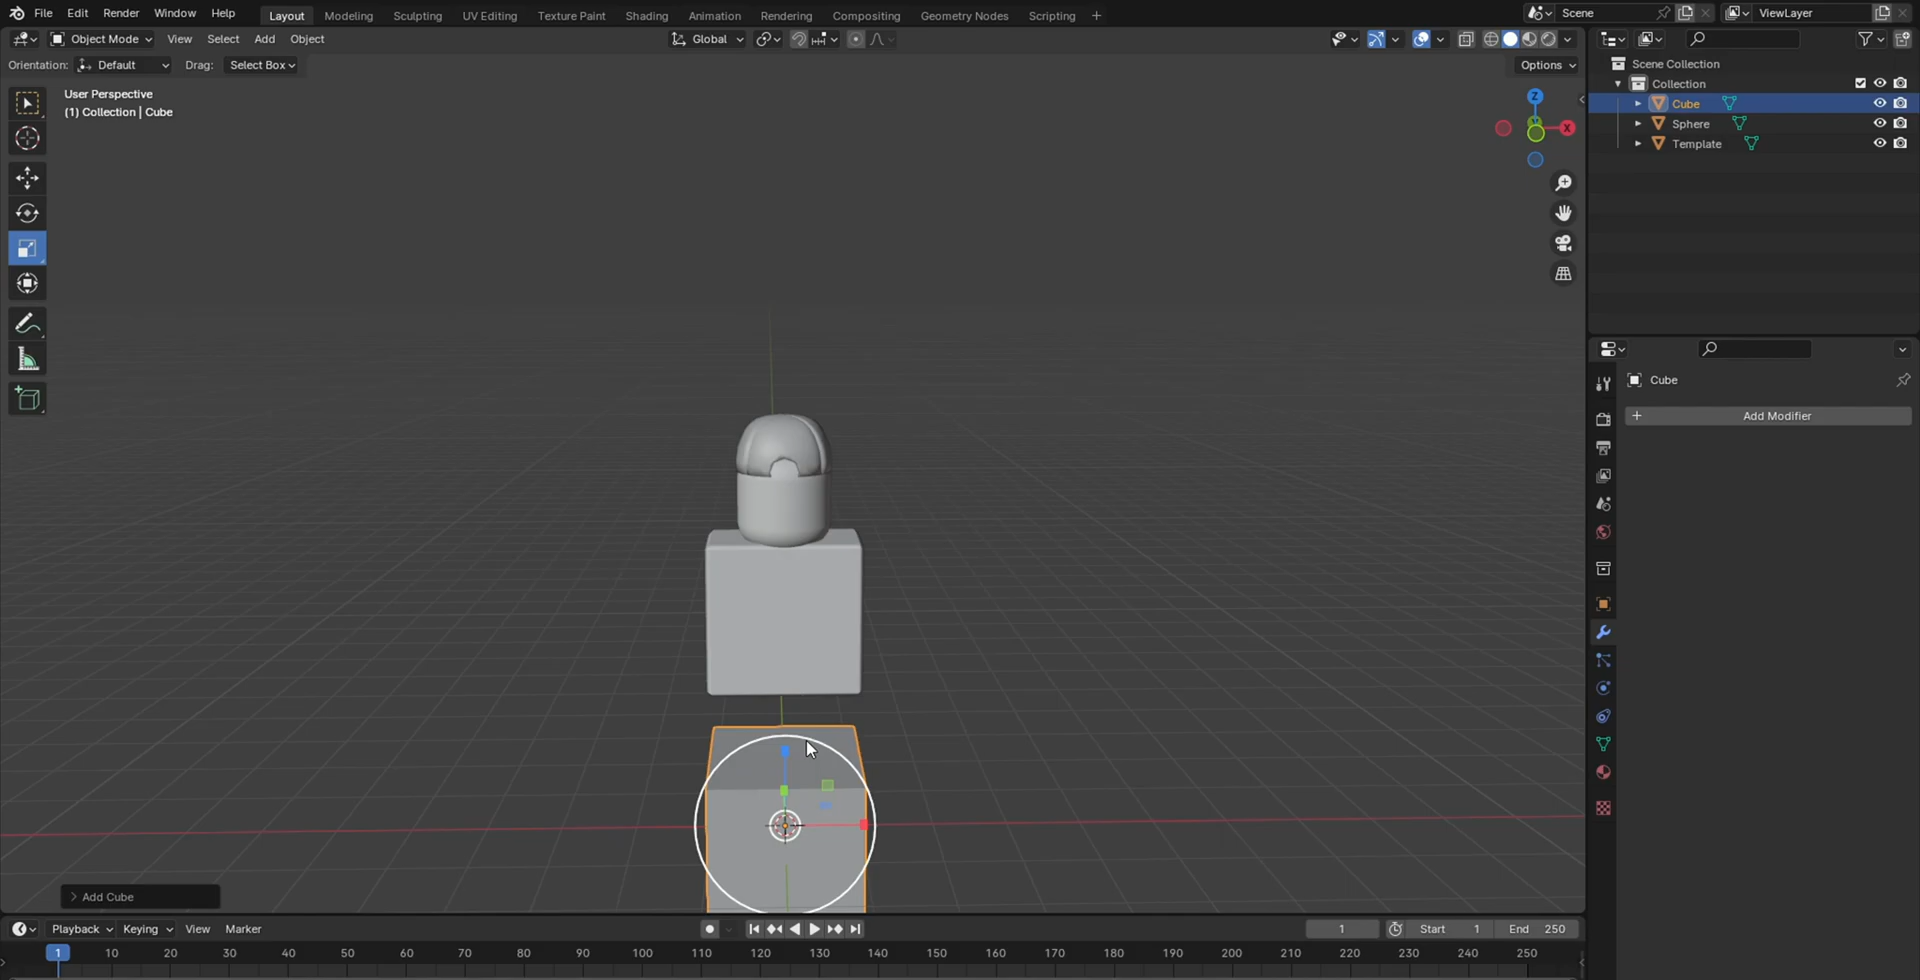 File Edit Render Window Help Layout Modeling Sculpting UV Editing Texture Paint Shading Animation Rendering Compositing Geometry Nodes Scripting + Scene ViewLayer
Object Mode View Select Add Object Global
Orientation: Default Drag: Select Box Options
User Perspective
(1) Collection | Cube
Z
X
Scene Collection
Collection
Cube
Sphere
Template
Cube
+ Add Modifier
> Add Cube
Playback Keying View Marker 1 Start 1 End 250
1 10 20 30 40 50 60 70 80 90 100 110 120 130 140 150 160 170 180 190 200 210 220 230 240 250